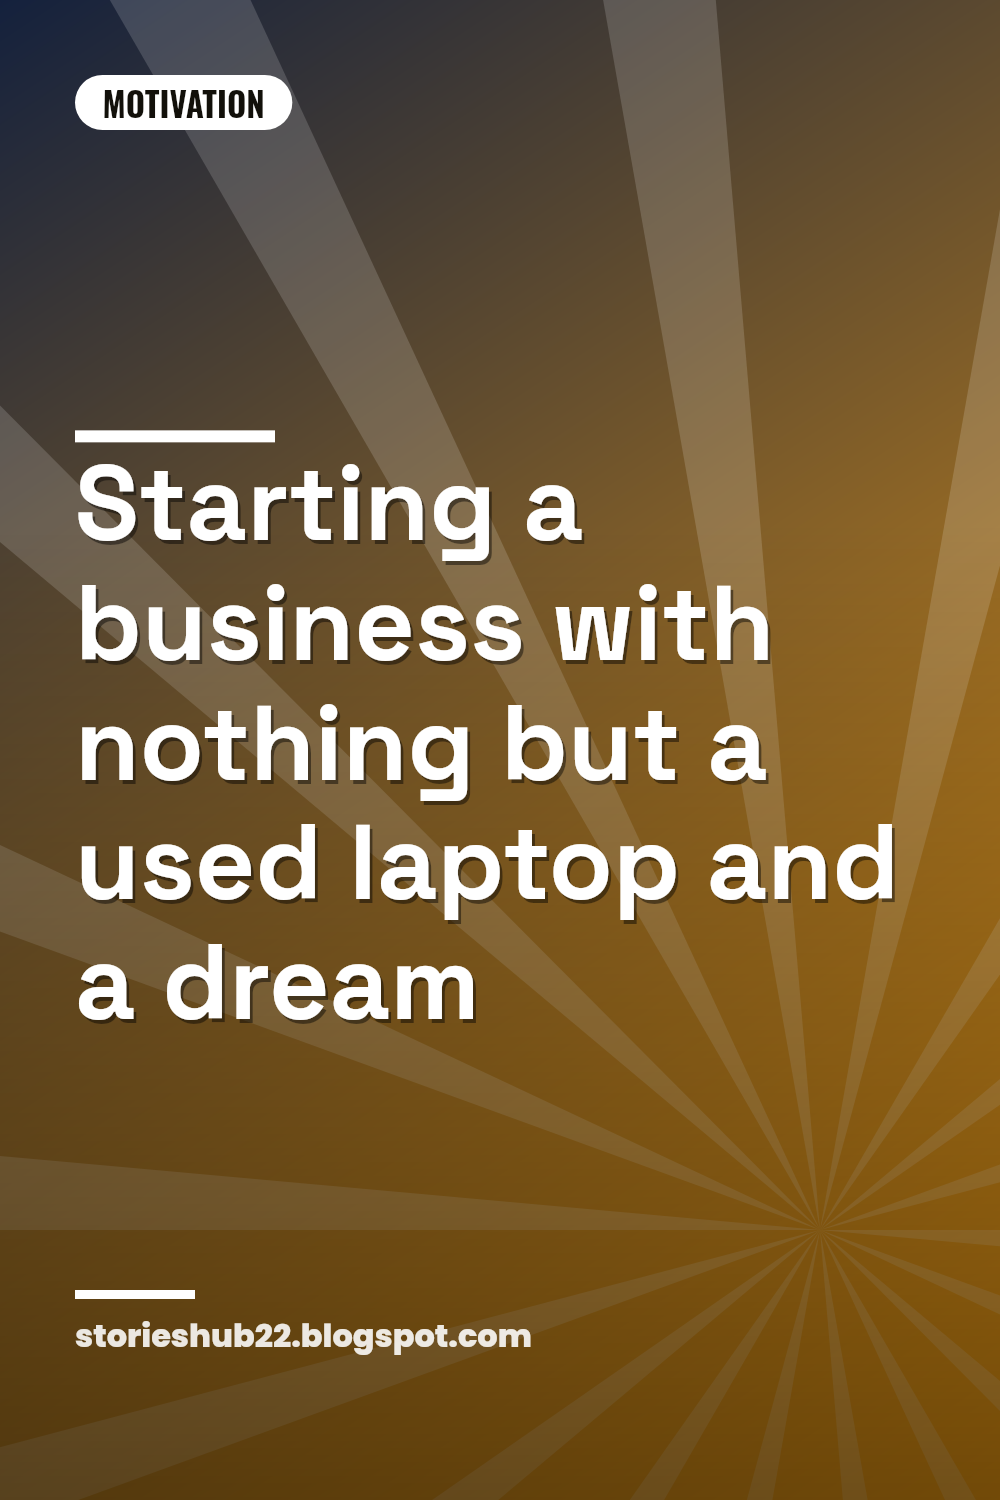 MOTIVATION
Starting a
business with
nothing but a
used laptop and
a dream
storieshub22.blogspot.com